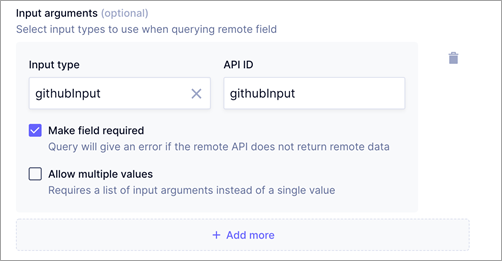 Input arguments (optional)
Select input types to use when querying remote field
Input type
API ID
githubInput
githubInput
Make field required
Query will give an error if the remote API does not return remote data
Allow multiple values
Requires a list of input arguments instead of a single value
+ Add more